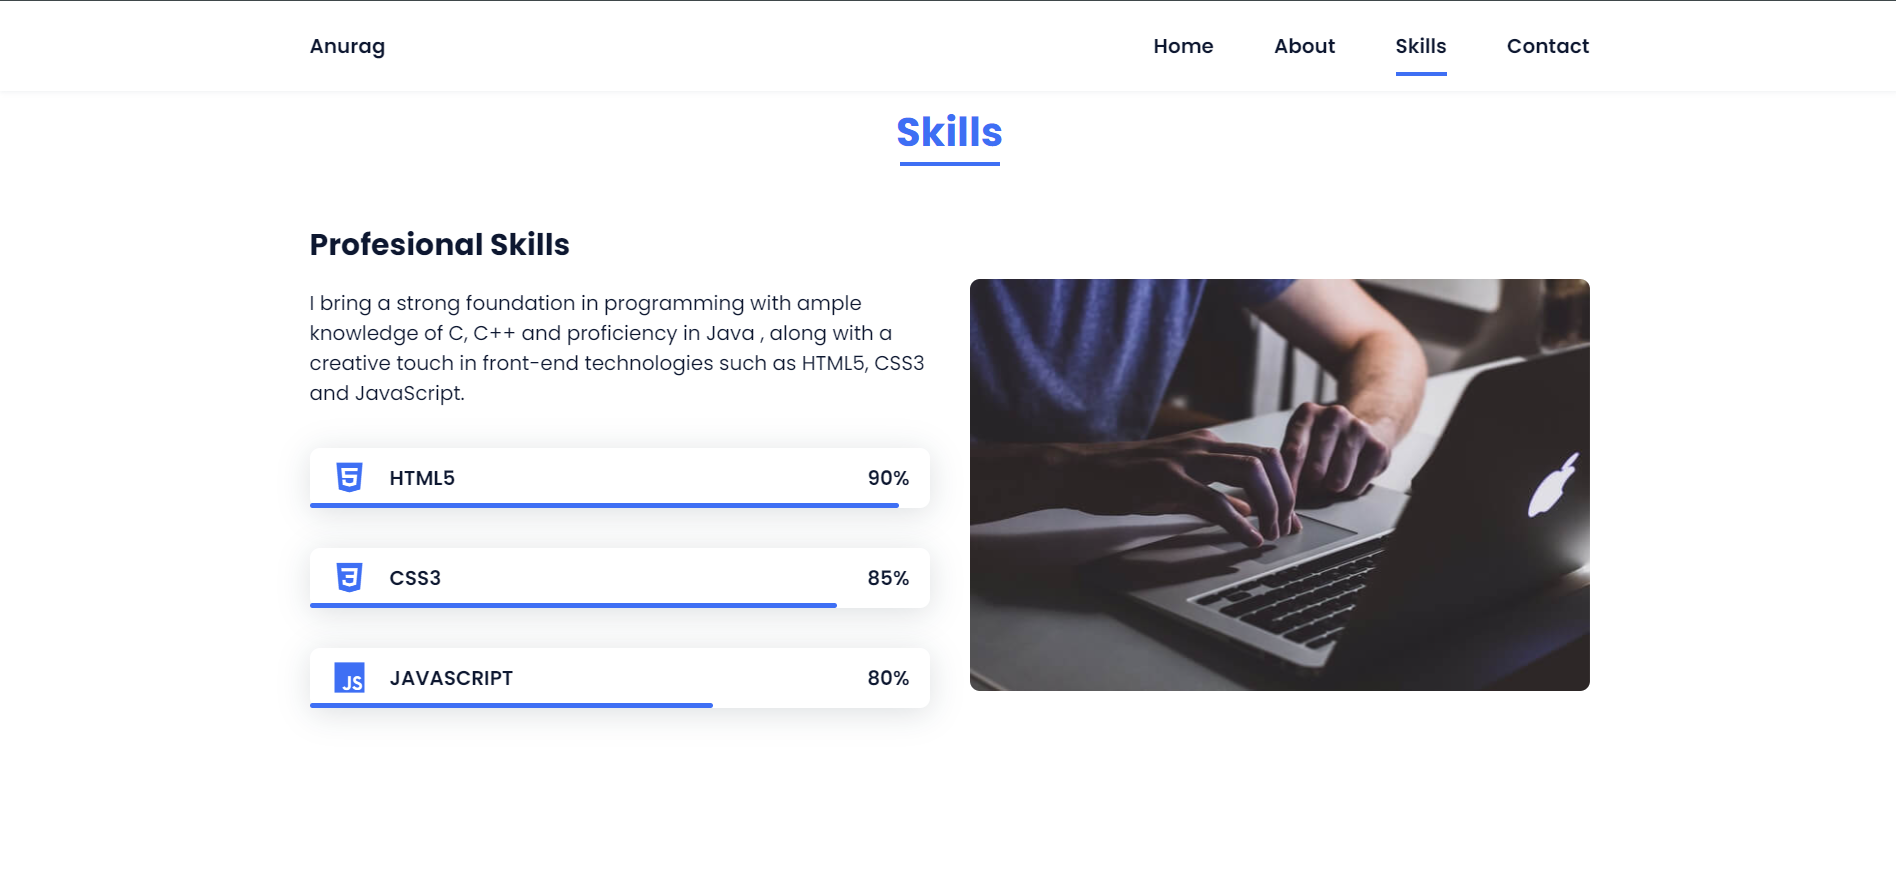 Anurag
Home About Skills Contact
Skills
Profesional Skills
I bring a strong foundation in programming with ample
knowledge of C, C++ and proficiency in Java , along with a
creative touch in front-end technologies such as HTML5, CSS3
and JavaScript.
HTML5 90%
CSS3 85%
JS JAVASCRIPT 80%